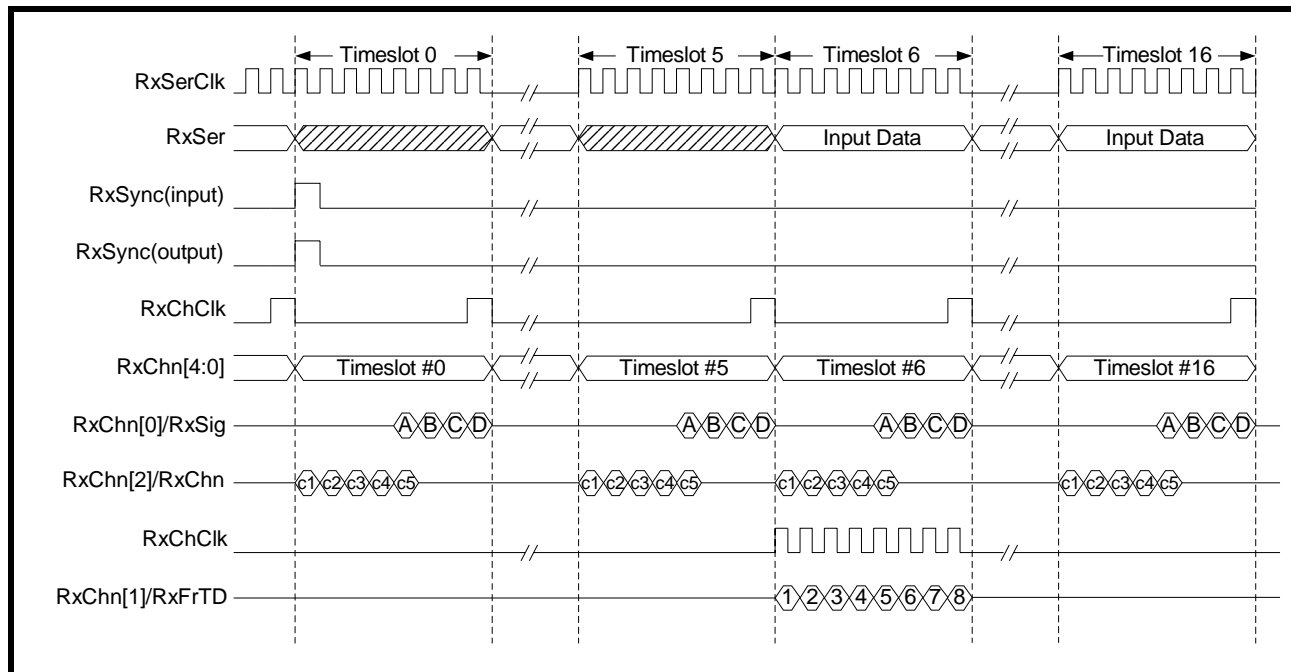 Timeslot 0 Timeslot 5 Timeslot 6 Timeslot 16
RxSerClk
RxSer Input Data Input Data
RxSync(input)
RxSync(output)
RxChClk
RxChn[4:0] Timeslot #0 Timeslot #5 Timeslot #6 Timeslot #16
RxChn[0]/RxSig A B C D A B C D A B C D A B C D
RxChn[2]/RxChn c1 c2 c3 c4 c5 c1 c2 c3 c4 c5 c1 c2 c3 c4 c5 c1 c2 c3 c4 c5
RxChClk
RxChn[1]/RxFrTD 1 2 3 4 5 6 7 8